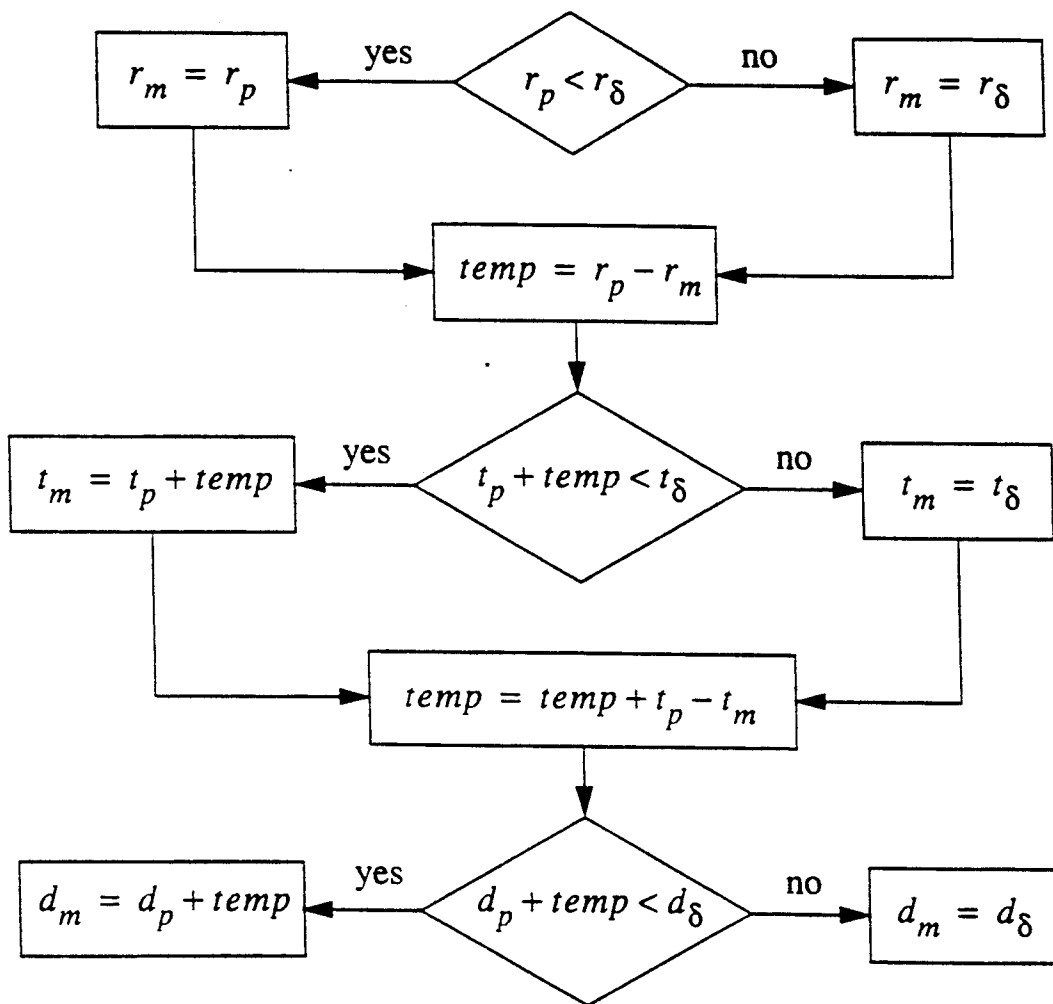 yes
no
r_m = r_p
r_p < r_δ
r_m = r_δ
temp = r_p − r_m
yes
no
t_m = t_p + temp
t_p + temp < t_δ
t_m = t_δ
temp = temp + t_p − t_m
yes
no
d_m = d_p + temp
d_p + temp < d_δ
d_m = d_δ